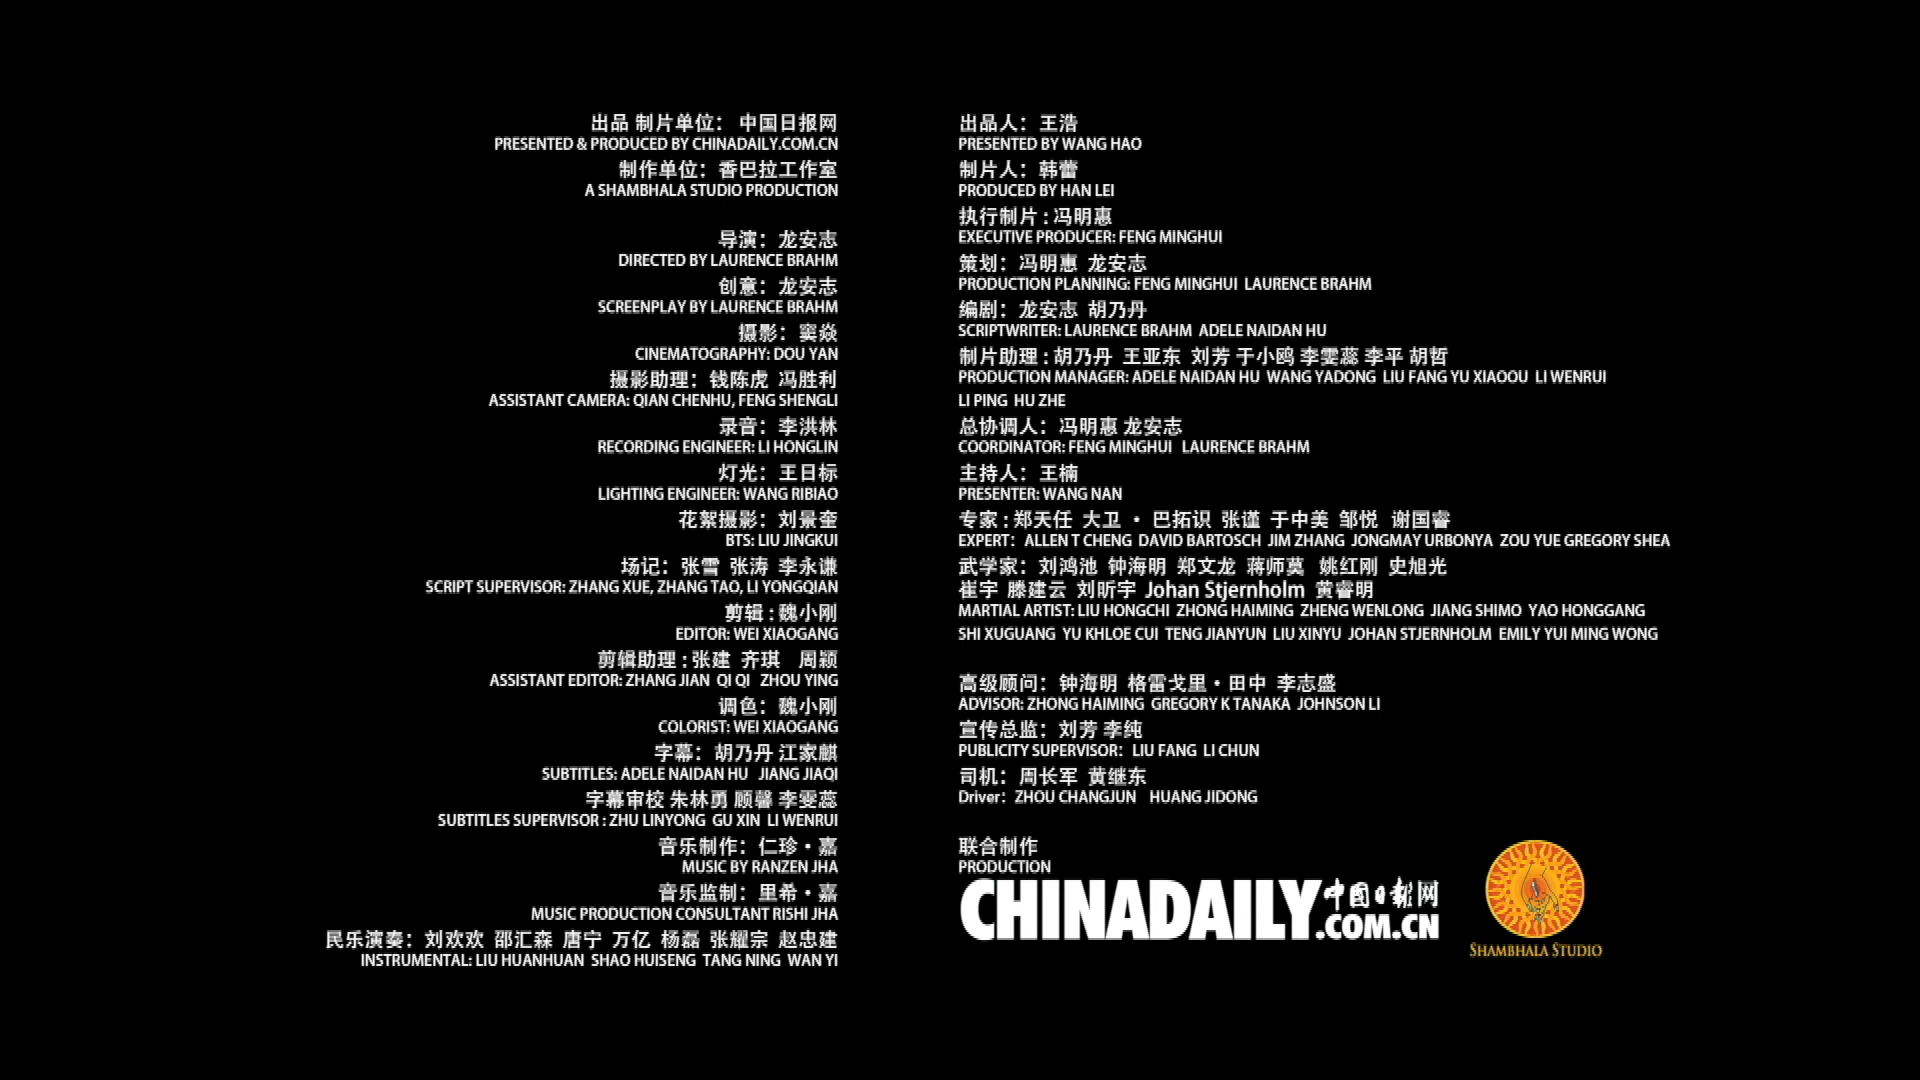 出品 制片单位： 中国日报网
PRESENTED & PRODUCED BY CHINADAILY.COM.CN
制作单位：香巴拉工作室
A SHAMBHALA STUDIO PRODUCTION
导演：龙安志
DIRECTED BY LAURENCE BRAHM
创意：龙安志
SCREENPLAY BY LAURENCE BRAHM
摄影：窦焱
CINEMATOGRAPHY: DOU YAN
摄影助理：钱陈虎 冯胜利
ASSISTANT CAMERA: QIAN CHENHU, FENG SHENGLI
录音：李洪林
RECORDING ENGINEER: LI HONGLIN
灯光：王日标
LIGHTING ENGINEER: WANG RIBIAO
花絮摄影：刘景奎
BTS: LIU JINGKUI
场记：张雪 张涛 李永谦
SCRIPT SUPERVISOR: ZHANG XUE, ZHANG TAO, LI YONGQIAN
剪辑 : 魏小刚
EDITOR: WEI XIAOGANG
剪辑助理 : 张建 齐琪 周颖
ASSISTANT EDITOR: ZHANG JIAN QI QI ZHOU YING
调色：魏小刚
COLORIST: WEI XIAOGANG
字幕：胡乃丹 江家麒
SUBTITLES: ADELE NAIDAN HU JIANG JIAQI
字幕审校 朱林勇 顾馨 李雯蕊
SUBTITLES SUPERVISOR : ZHU LINYONG GU XIN LI WENRUI
音乐制作：仁珍·嘉
MUSIC BY RANZEN JHA
音乐监制：里希·嘉
MUSIC PRODUCTION CONSULTANT RISHI JHA
民乐演奏：刘欢欢 邵汇森 唐宁 万亿 杨磊 张耀宗 赵忠建
INSTRUMENTAL: LIU HUANHUAN SHAO HUISENG TANG NING WAN YI
出品人：王浩
PRESENTED BY WANG HAO
制片人：韩蕾
PRODUCED BY HAN LEI
执行制片 : 冯明惠
EXECUTIVE PRODUCER: FENG MINGHUI
策划：冯明惠 龙安志
PRODUCTION PLANNING: FENG MINGHUI LAURENCE BRAHM
编剧：龙安志 胡乃丹
SCRIPTWRITER: LAURENCE BRAHM ADELE NAIDAN HU
制片助理 : 胡乃丹 王亚东 刘芳 于小鸥 李雯蕊 李平 胡哲
PRODUCTION MANAGER: ADELE NAIDAN HU WANG YADONG LIU FANG YU XIAOOU LI WENRUI
LI PING HU ZHE
总协调人：冯明惠 龙安志
COORDINATOR: FENG MINGHUI LAURENCE BRAHM
主持人：王楠
PRESENTER: WANG NAN
专家 : 郑天任 大卫 · 巴拓识 张谨 于中美 邹悦 谢国睿
EXPERT： ALLEN T CHENG DAVID BARTOSCH JIM ZHANG JONGMAY URBONYA ZOU YUE GREGORY SHEA
武学家：刘鸿池 钟海明 郑文龙 蒋师莫 姚红刚 史旭光
崔宇 滕建云 刘昕宇 Johan Stjernholm 黄睿明
MARTIAL ARTIST: LIU HONGCHI ZHONG HAIMING ZHENG WENLONG JIANG SHIMO YAO HONGGANG
SHI XUGUANG YU KHLOE CUI TENG JIANYUN LIU XINYU JOHAN STJERNHOLM EMILY YUI MING WONG
高级顾问：钟海明 格雷戈里·田中 李志盛
ADVISOR: ZHONG HAIMING GREGORY K TANAKA JOHNSON LI
宣传总监：刘芳 李纯
PUBLICITY SUPERVISOR： LIU FANG LI CHUN
司机：周长军 黄继东
Driver：ZHOU CHANGJUN HUANG JIDONG
联合制作
PRODUCTION
CHINADAILY 中国日报网
.COM.CN
SHAMBHALA STUDIO